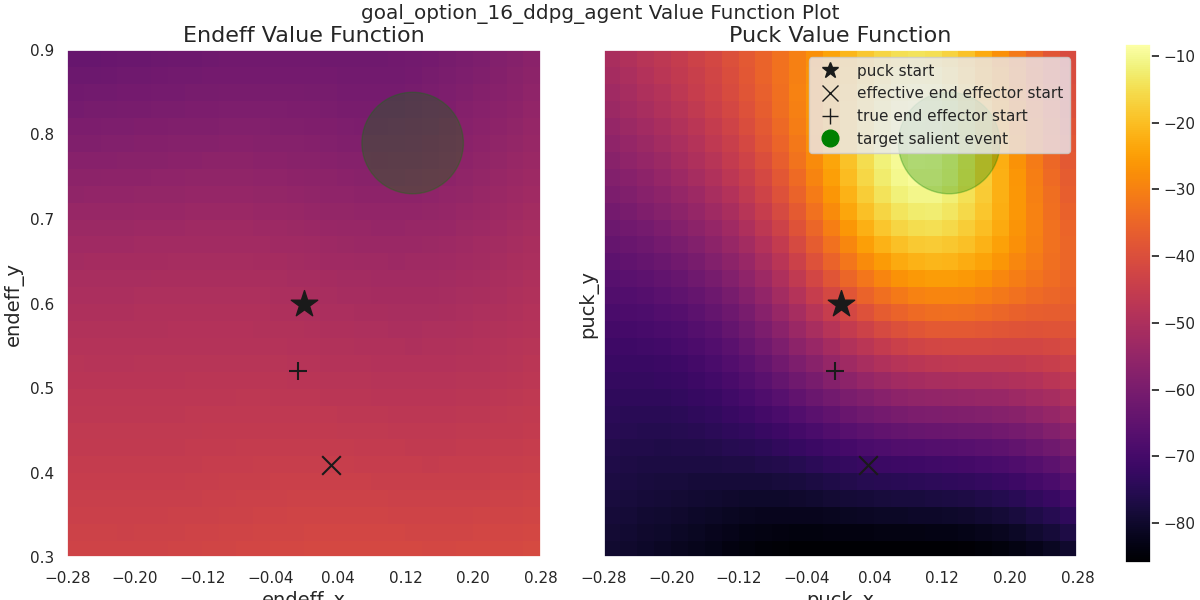 goal_option_16_ddpg_agent Value Function Plot
Endeff Value Function
Puck Value Function
puck start
effective end effector start
true end effector start
target salient event
endeff_y
0.9
0.8
0.7
0.6
0.5
0.4
0.3
−0.28 −0.20 −0.12 −0.04 0.04 0.12 0.20 0.28
endeff_x
puck_y
−0.28 −0.20 −0.12 −0.04 0.04 0.12 0.20 0.28
puck_x
−10
−20
−30
−40
−50
−60
−70
−80